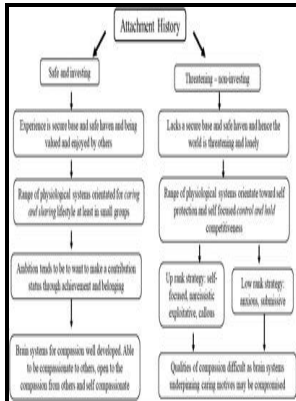 Attachment History
Safe and investing
Experience is secure base and safe haven and being
valued and enjoyed by others
Range of physiological systems orientated for caring
and sharing lifestyle at least in small groups
Ambition tends to be to want to make a contribution
status through achievement and belonging
Brain systems for compassion well developed. Able
to be compassionate to others, open to the
compassion from others and self compassionate
Threatening – non-investing
Lacks a secure base and safe haven and hence the
world is threatening and lonely
Range of physiological systems orientate toward self
protection and self focused control and hold
competitiveness
Up rank strategy: self-
focused, narcissistic
exploitative, callous
Low rank strategy:
anxious, submissive
Qualities of compassion difficult as brain systems
underpinning caring motives may be compromised